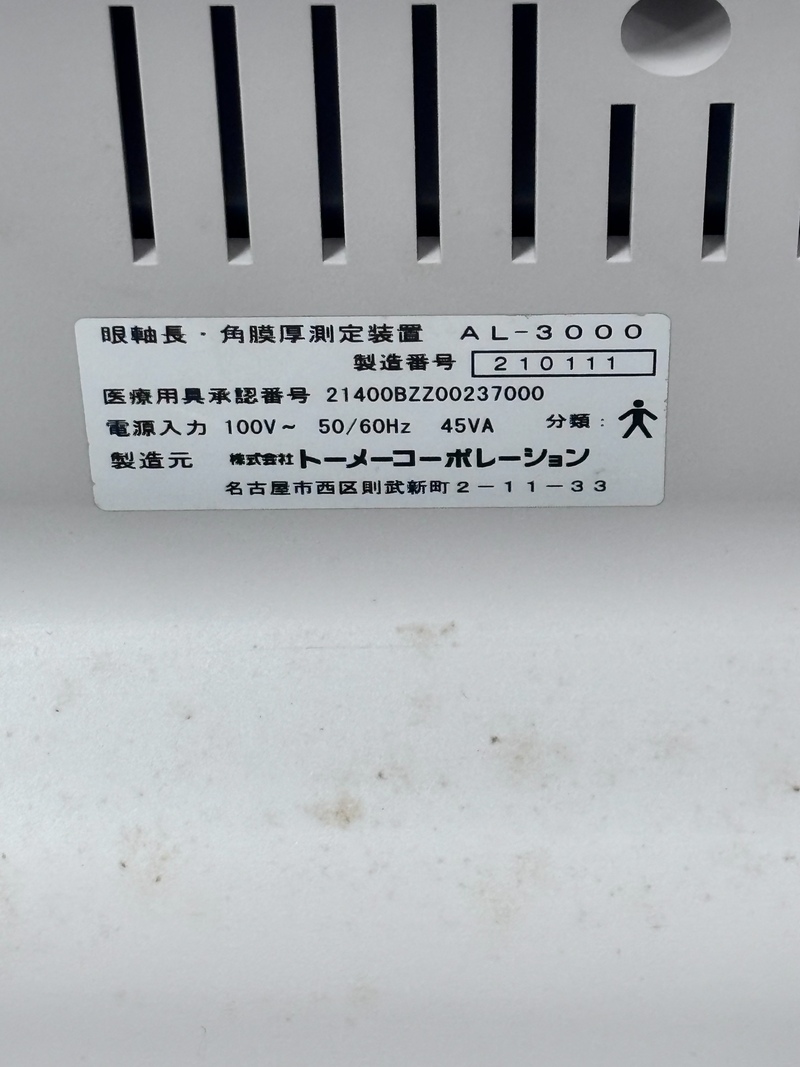 眼軸長・角膜厚測定装置 AL-3000
製造番号 210111
医療用具承認番号 21400BZZ00237000
電源入力 100V~ 50/60Hz 45VA 分類:
製造元 株式会社トーメーコーポレーション
名古屋市西区則武新町2-11-33